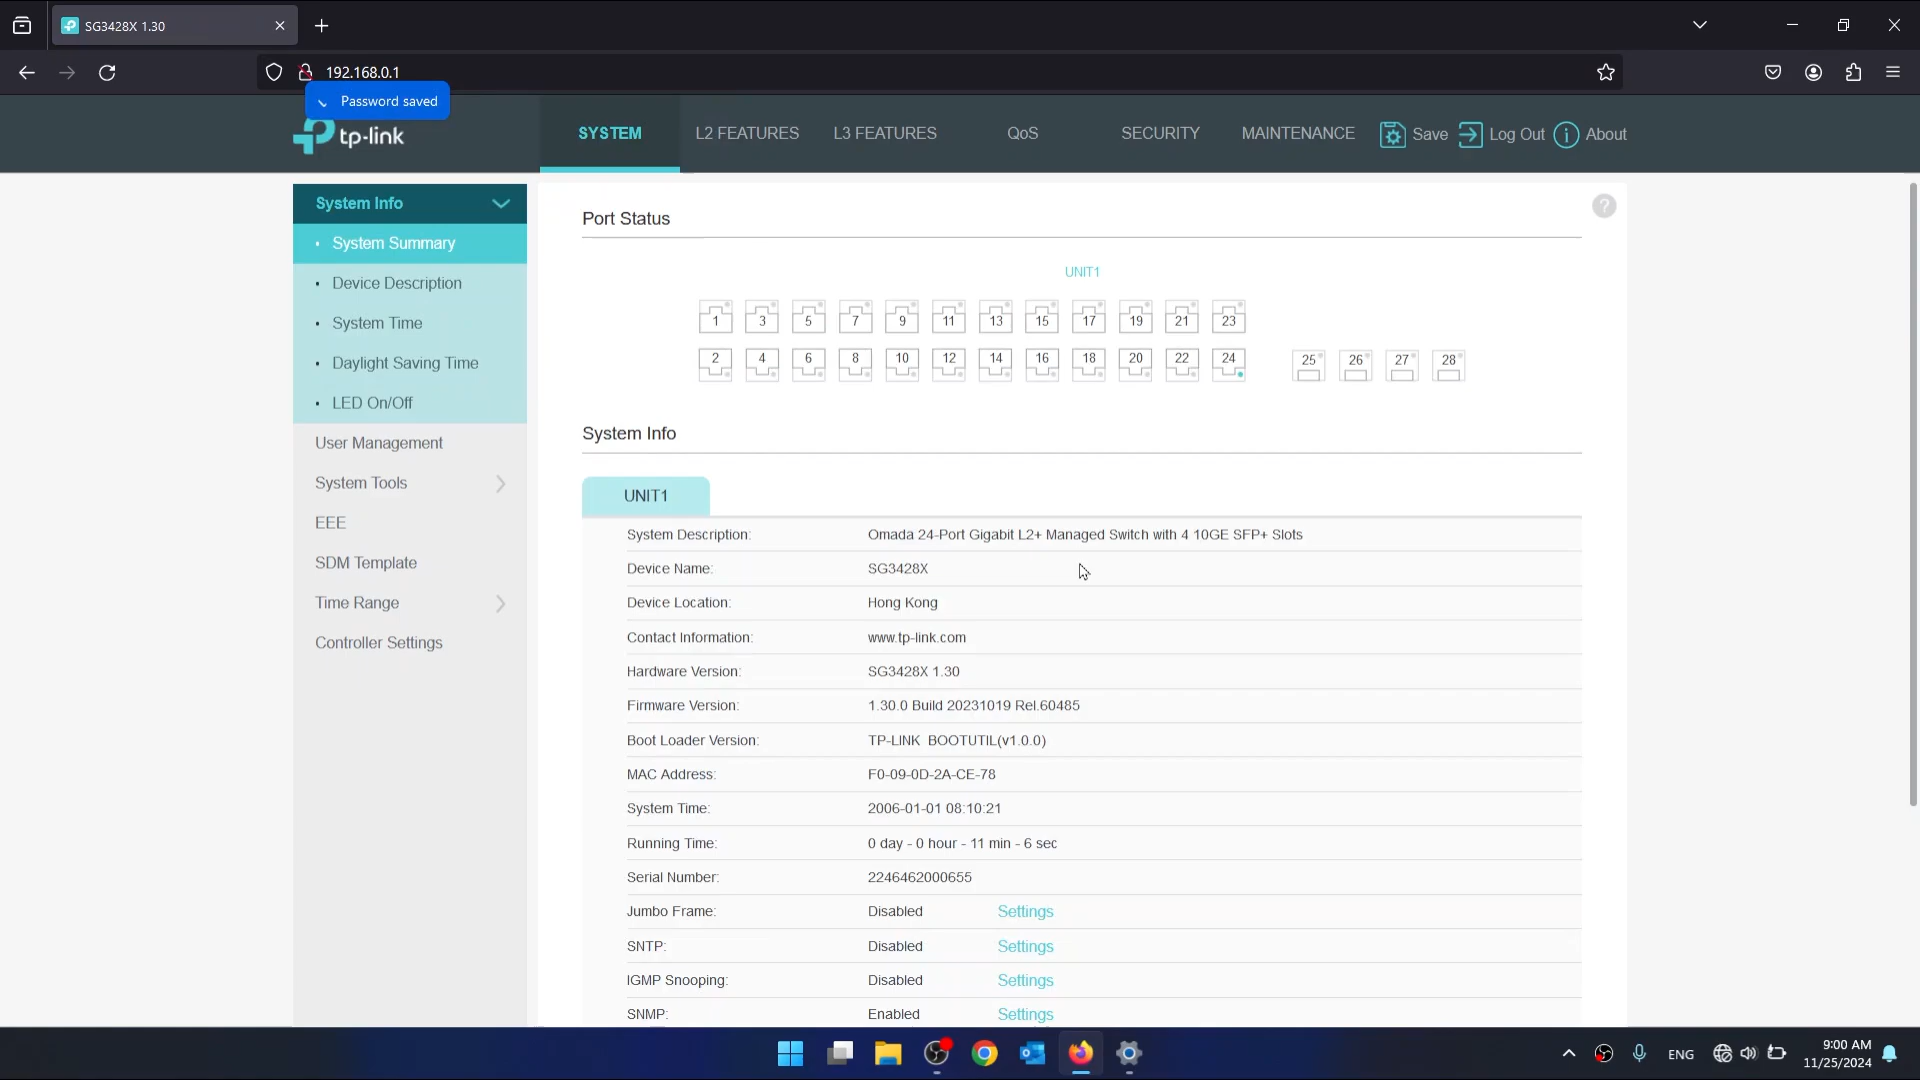 SG3428X 1.30
192.168.0.1
Password saved
tp-link
SYSTEM
L2 FEATURES
L3 FEATURES
QoS
SECURITY
MAINTENANCE
Save
Log Out
About
System Info
System Summary
Device Description
System Time
Daylight Saving Time
LED On/Off
User Management
System Tools
EEE
SDM Template
Time Range
Controller Settings
Port Status
UNIT1
1 3 5 7 9 11 13 15 17 19 21 23
2 4 6 8 10 12 14 16 18 20 22 24 25 26 27 28
System Info
UNIT1
System Description: Omada 24-Port Gigabit L2+ Managed Switch with 4 10GE SFP+ Slots
Device Name: SG3428X
Device Location: Hong Kong
Contact Information: www.tp-link.com
Hardware Version: SG3428X 1.30
Firmware Version: 1.30.0 Build 20231019 Rel.60485
Boot Loader Version: TP-LINK BOOTUTIL(v1.0.0)
MAC Address: F0-09-0D-2A-CE-78
System Time: 2006-01-01 08:10:21
Running Time: 0 day - 0 hour - 11 min - 6 sec
Serial Number: 2246462000655
Jumbo Frame: Disabled Settings
SNTP: Disabled Settings
IGMP Snooping: Disabled Settings
SNMP: Enabled Settings
ENG
9:00 AM
11/25/2024